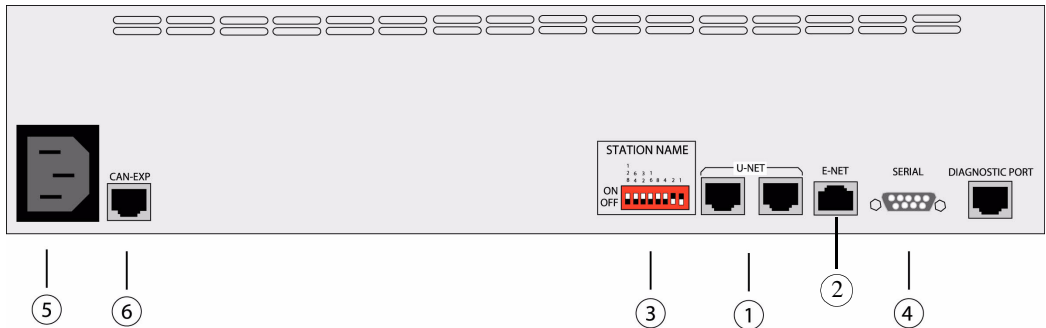 STATION NAME
1
2 6 3 1
8 4 2 6 8 4 2 1
ON
OFF
U-NET
E-NET
SERIAL
DIAGNOSTIC PORT
CAN-EXP
5
6
3
1
2
4